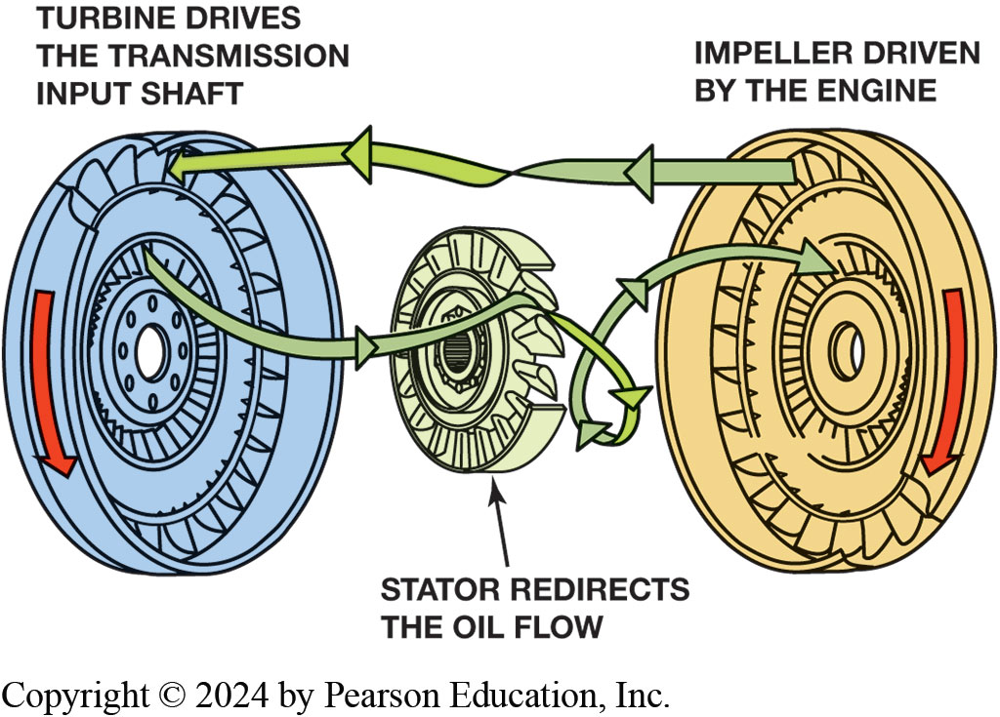 TURBINE DRIVES
THE TRANSMISSION
INPUT SHAFT
IMPELLER DRIVEN
BY THE ENGINE
STATOR REDIRECTS
THE OIL FLOW
Copyright © 2024 by Pearson Education, Inc.